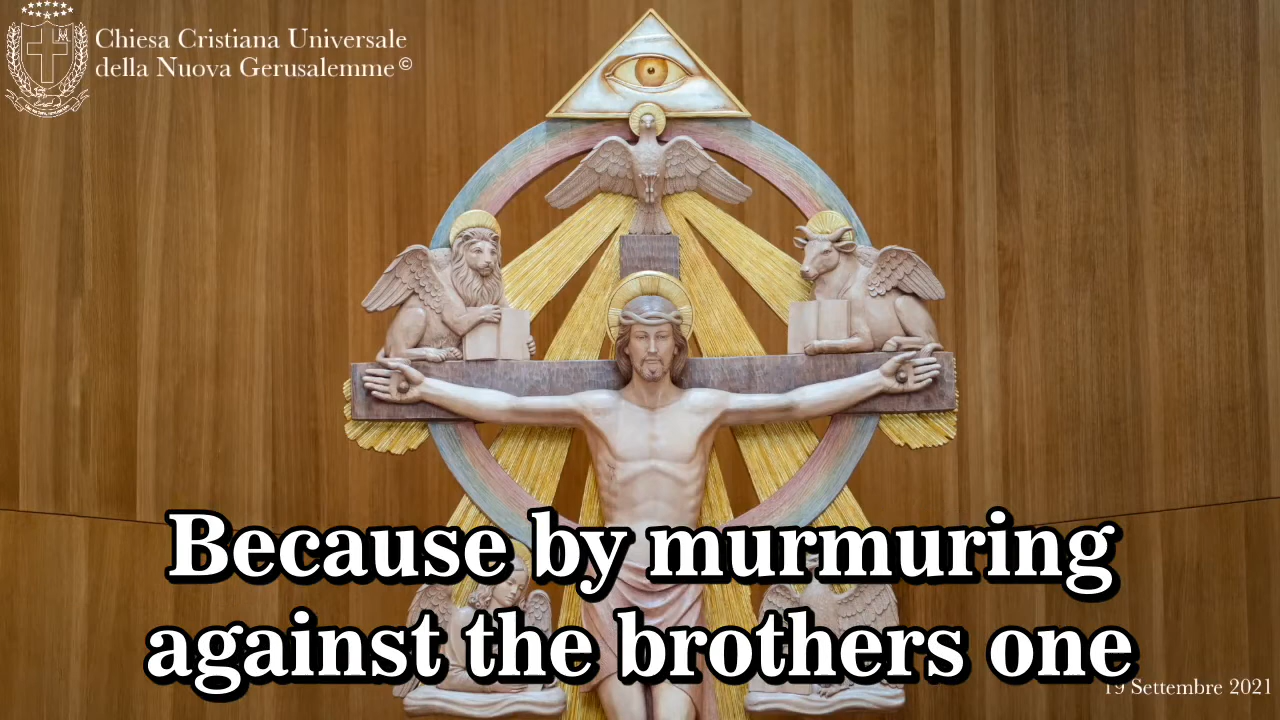 Chiesa Cristiana Universale
della Nuova Gerusalemme©
Because by murmuring
against the brothers one
19 Settembre 2021